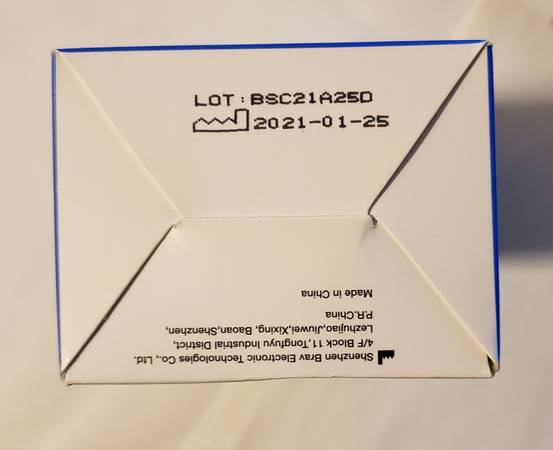 LOT:BSC21A25D
2021-01-25
Shenzhen Brav Electronic Technologies Co., Ltd.
4/F Block 11,Tongfuyu Industrial District,
Lezhujiao,Jiuwei,Xixing, Baoan,Shenzhen,
P.R.China
Made in China